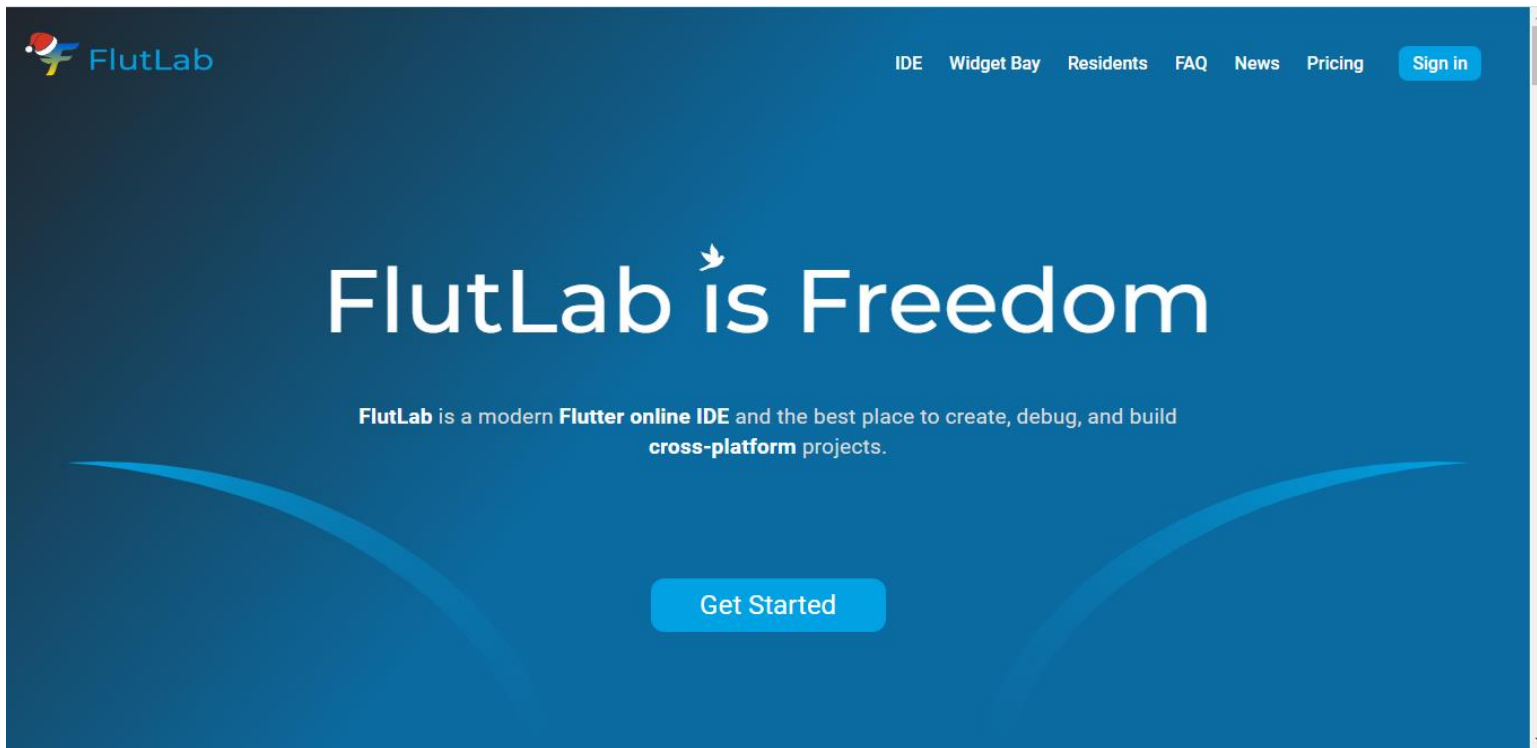 FlutLab
IDE Widget Bay Residents FAQ News Pricing Sign in
FlutLab is Freedom
FlutLab is a modern Flutter online IDE and the best place to create, debug, and build
cross-platform projects.
Get Started